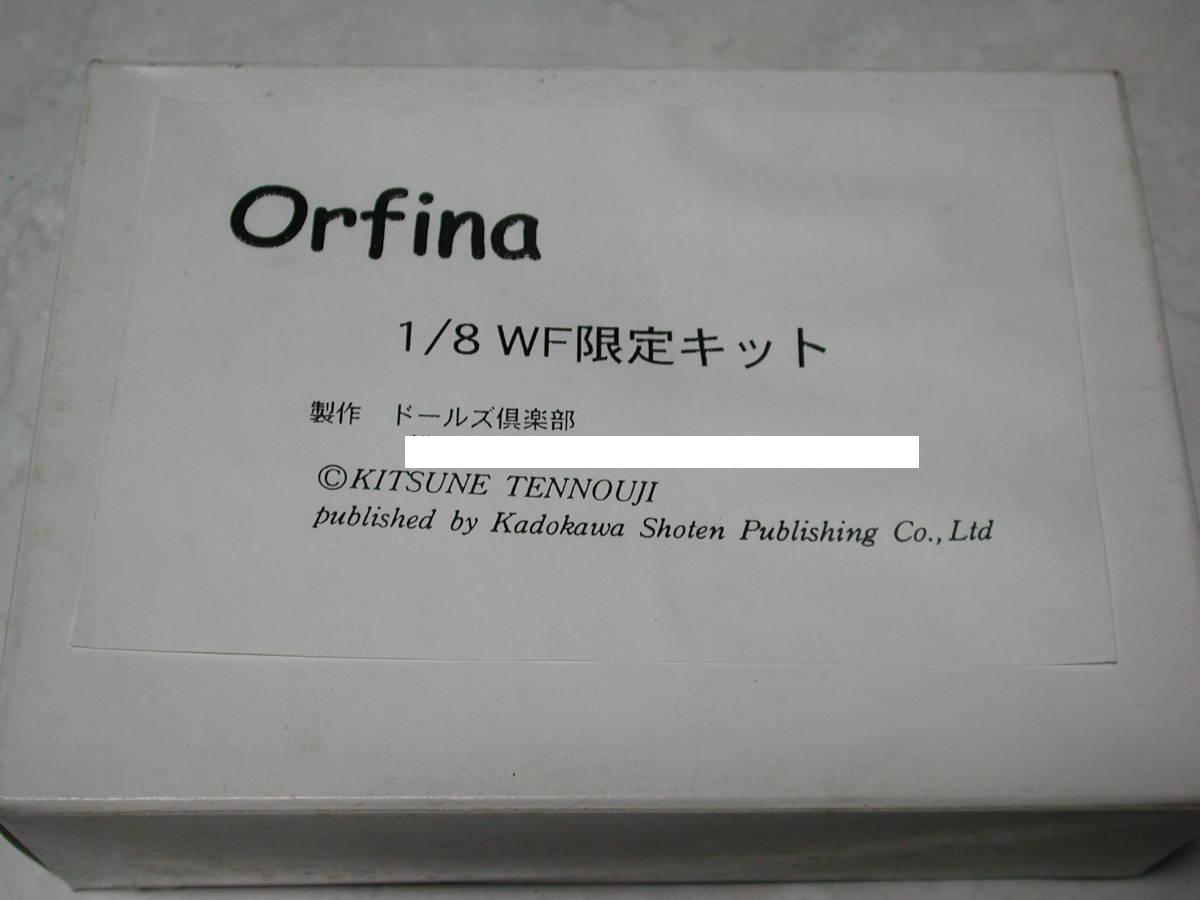 Orfina
1/8 WF限定キット
製作 ドールズ倶楽部
©KITSUNE TENNOUJI
published by Kadokawa Shoten Publishing Co., Ltd